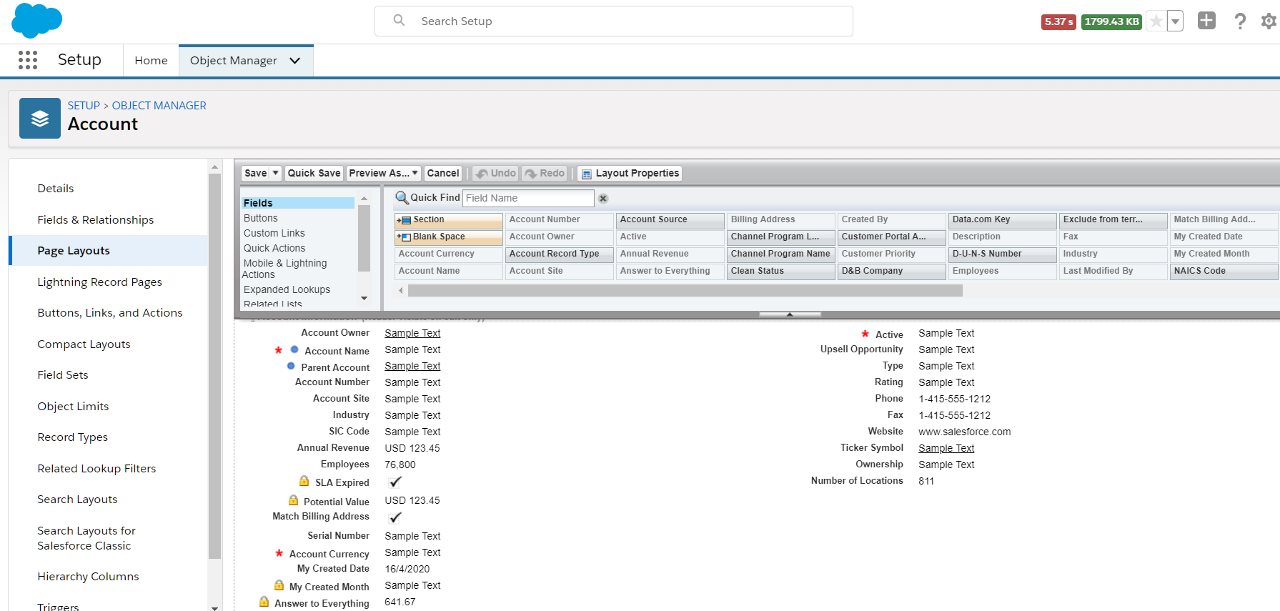 Search Setup
5.37 s
1799.43 KB
Setup
Home
Object Manager
SETUP > OBJECT MANAGER
Account
Details
Fields & Relationships
Page Layouts
Lightning Record Pages
Buttons, Links, and Actions
Compact Layouts
Field Sets
Object Limits
Record Types
Related Lookup Filters
Search Layouts
Search Layouts for
Salesforce Classic
Hierarchy Columns
Triggers
Save Quick Save Preview As... Cancel Undo Redo Layout Properties
Fields
Buttons
Custom Links
Quick Actions
Mobile & Lightning
Actions
Expanded Lookups
Related Lists
Quick Find Field Name
Section Account Number Account Source Billing Address Created By Data.com Key Exclude from terr... Match Billing Add...
Blank Space Account Owner Active Channel Program L... Customer Portal A... Description Fax My Created Date
Account Currency Account Record Type Annual Revenue Channel Program Name Customer Priority D-U-N-S Number Industry My Created Month
Account Name Account Site Answer to Everything Clean Status D&B Company Employees Last Modified By NAICS Code
Account Owner Sample Text
* Account Name Sample Text
Parent Account Sample Text
Account Number Sample Text
Account Site Sample Text
Industry Sample Text
SIC Code Sample Text
Annual Revenue USD 123.45
Employees 76,800
SLA Expired
Potential Value USD 123.45
Match Billing Address
Serial Number Sample Text
* Account Currency Sample Text
My Created Date 16/4/2020
My Created Month Sample Text
Answer to Everything 641.67
* Active Sample Text
Upsell Opportunity Sample Text
Type Sample Text
Rating Sample Text
Phone 1-415-555-1212
Fax 1-415-555-1212
Website www.salesforce.com
Ticker Symbol Sample Text
Ownership Sample Text
Number of Locations 811